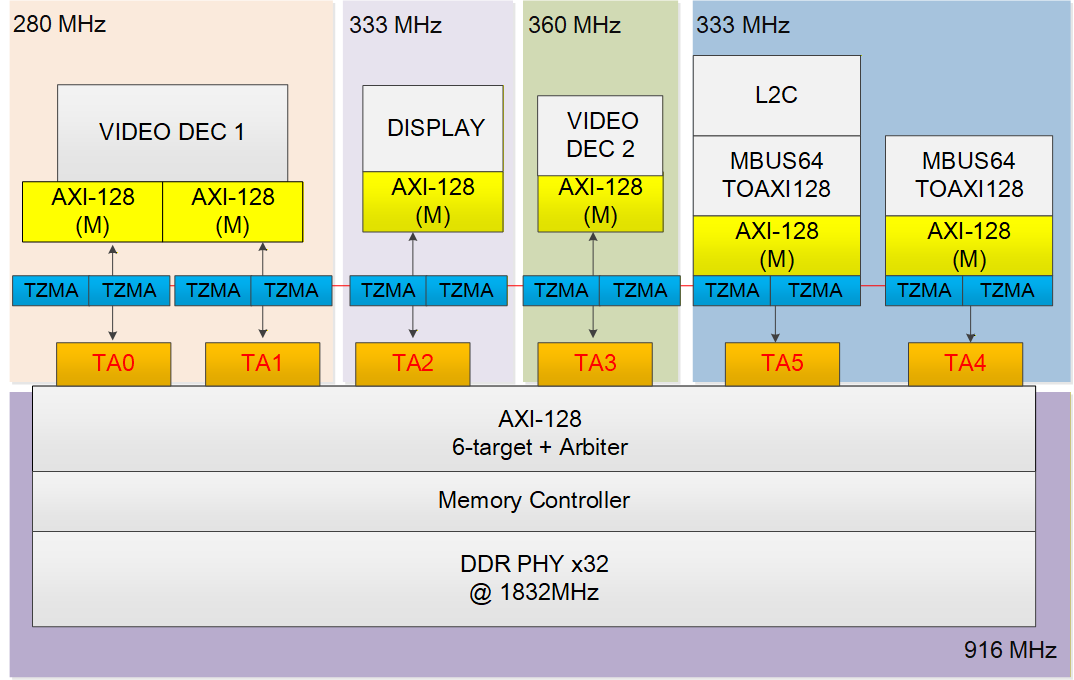 280 MHz
333 MHz
360 MHz
333 MHz
VIDEO DEC 1
DISPLAY
VIDEO
DEC 2
L2C
MBUS64
TOAXI128
MBUS64
TOAXI128
AXI-128
(M)
AXI-128
(M)
AXI-128
(M)
AXI-128
(M)
AXI-128
(M)
AXI-128
(M)
TZMA TZMA TZMA TZMA TZMA TZMA TZMA TZMA TZMA TZMA TZMA TZMA
TA0 TA1 TA2 TA3 TA5 TA4
AXI-128
6-target + Arbiter
Memory Controller
DDR PHY x32
@ 1832MHz
916 MHz